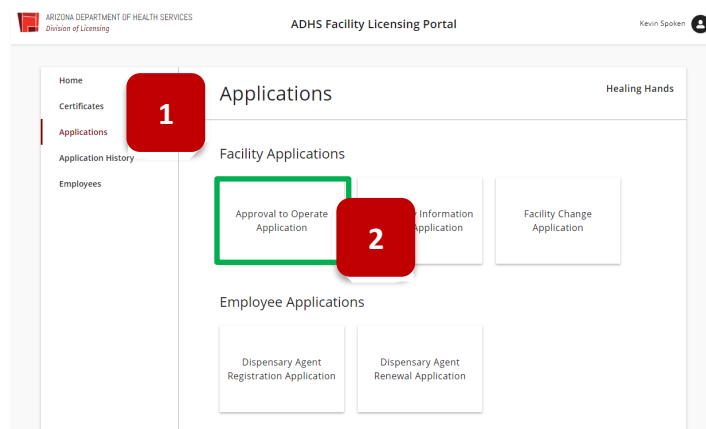 ARIZONA DEPARTMENT OF HEALTH SERVICES
Division of Licensing
ADHS Facility Licensing Portal
Kevin Spoken
Home
Certificates
Applications
Application History
Employees
1
Applications
Healing Hands
Facility Applications
Approval to Operate
Application
2
Information
Application
Facility Change
Application
Employee Applications
Dispensary Agent
Registration Application
Dispensary Agent
Renewal Application